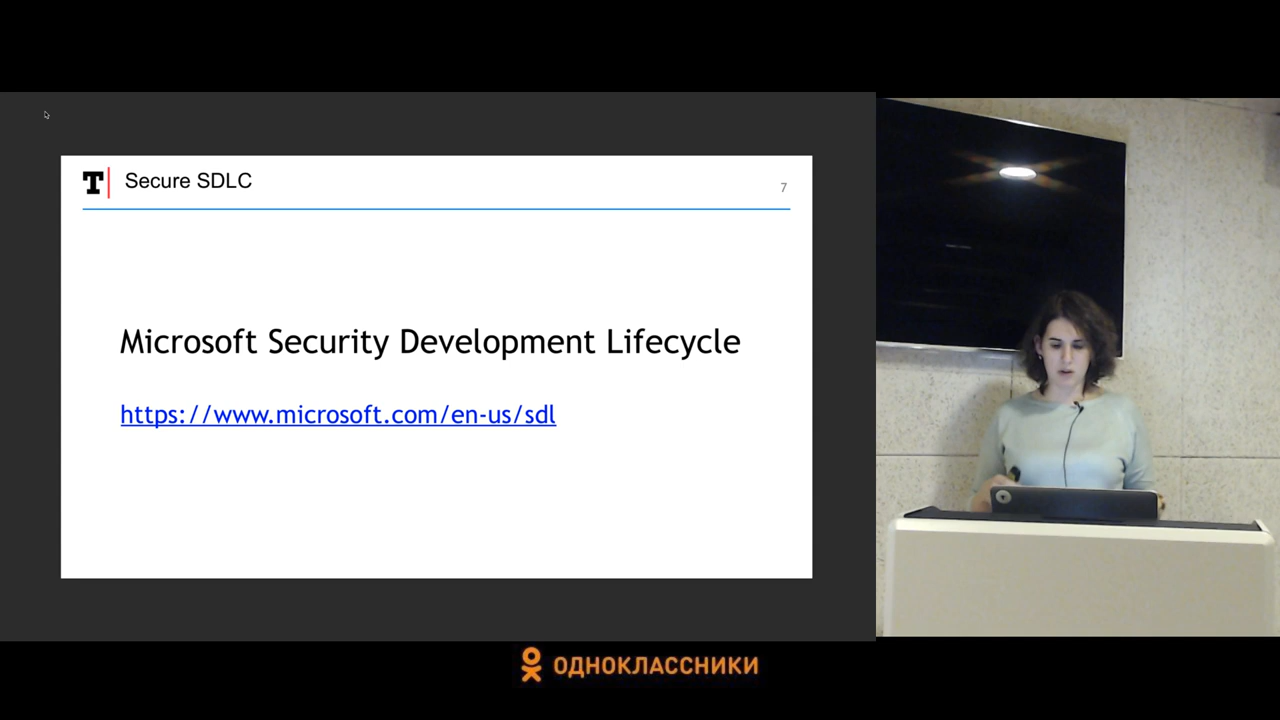 T
Secure SDLC
7
Microsoft Security Development Lifecycle
https://www.microsoft.com/en-us/sdl
ОДНОКЛАССНИКИ